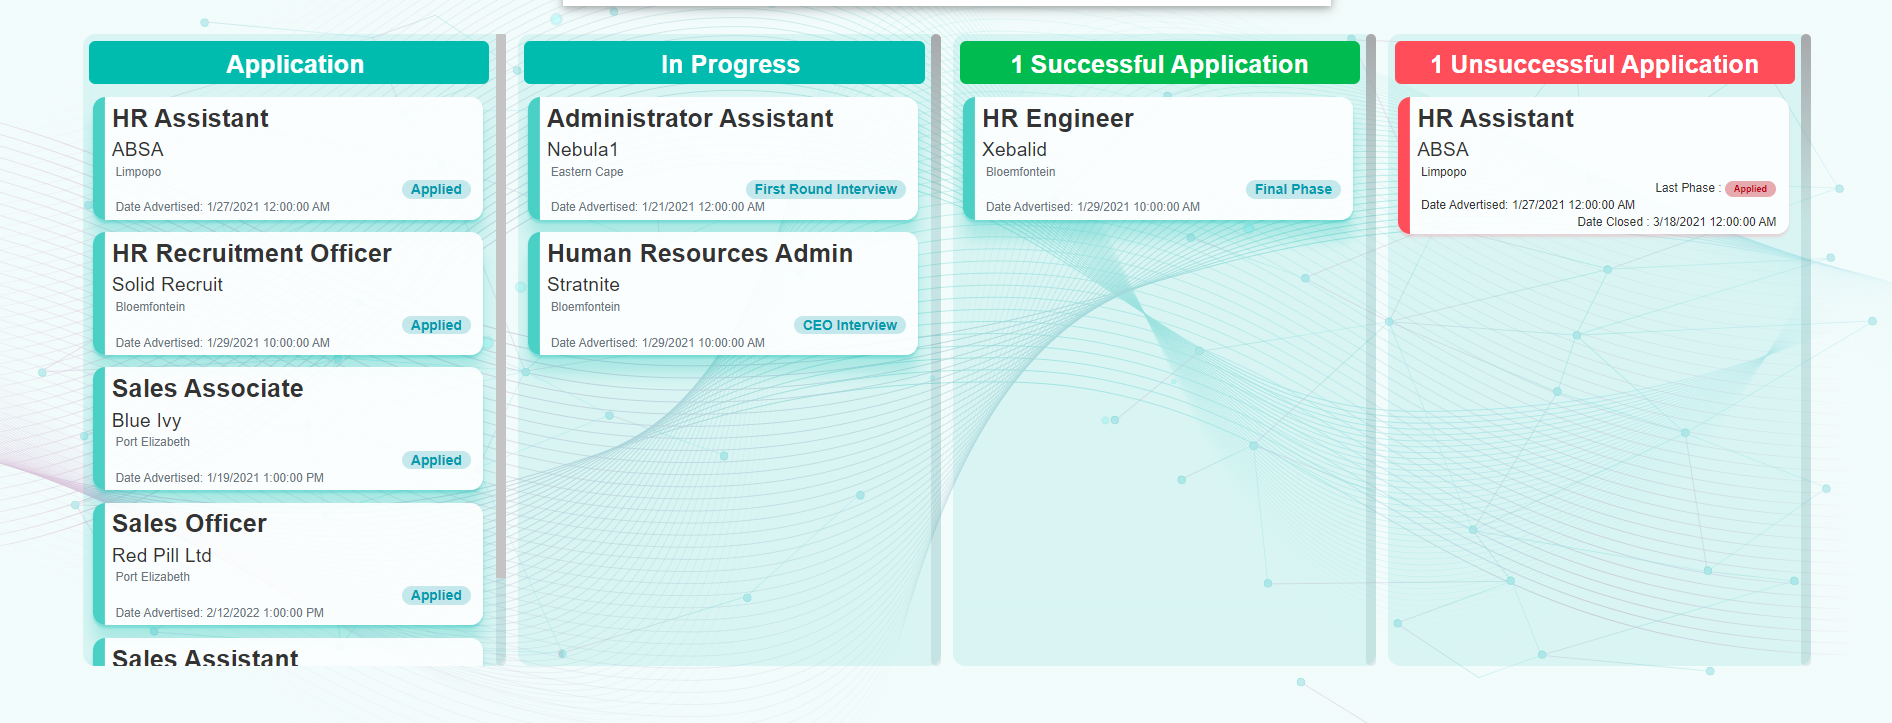 Application
HR Assistant
ABSA
Limpopo
Applied
Date Advertised: 1/27/2021 12:00:00 AM
HR Recruitment Officer
Solid Recruit
Bloemfontein
Applied
Date Advertised: 1/29/2021 10:00:00 AM
Sales Associate
Blue Ivy
Port Elizabeth
Applied
Date Advertised: 1/19/2021 1:00:00 PM
Sales Officer
Red Pill Ltd
Port Elizabeth
Applied
Date Advertised: 2/12/2022 1:00:00 PM
Sales Assistant
In Progress
Administrator Assistant
Nebula1
Eastern Cape
First Round Interview
Date Advertised: 1/21/2021 12:00:00 AM
Human Resources Admin
Stratnite
Bloemfontein
CEO Interview
Date Advertised: 1/29/2021 10:00:00 AM
1 Successful Application
HR Engineer
Xebalid
Bloemfontein
Final Phase
Date Advertised: 1/29/2021 10:00:00 AM
1 Unsuccessful Application
HR Assistant
ABSA
Limpopo
Last Phase : Applied
Date Advertised: 1/27/2021 12:00:00 AM
Date Closed : 3/18/2021 12:00:00 AM